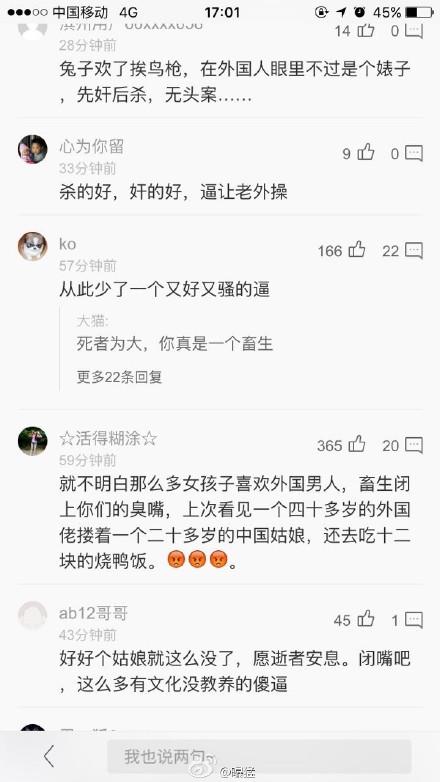 中国移动 4G 17:01 45%
14 0
28分钟前
兔子欢了挨鸟枪，在外国人眼里不过是个婊子
，先奸后杀，无头案……
心为你留
9 0
33分钟前
杀的好，奸的好，逼让老外操
ko
166 22
57分钟前
从此少了一个又好又骚的逼
大猫:
死者为大，你真是一个畜生
更多22条回复
☆活得糊涂☆
365 20
59分钟前
就不明白那么多女孩子喜欢外国男人，畜生闭
上你们的臭嘴，上次看见一个四十多岁的外国
佬搂着一个二十多岁的中国姑娘，还去吃十二
块的烧鸭饭。😡😡😡。
ab12哥哥
45 1
43分钟前
好好个姑娘就这么没了，愿逝者安息。闭嘴吧
，这么多有文化没教养的傻逼
我也说两句~